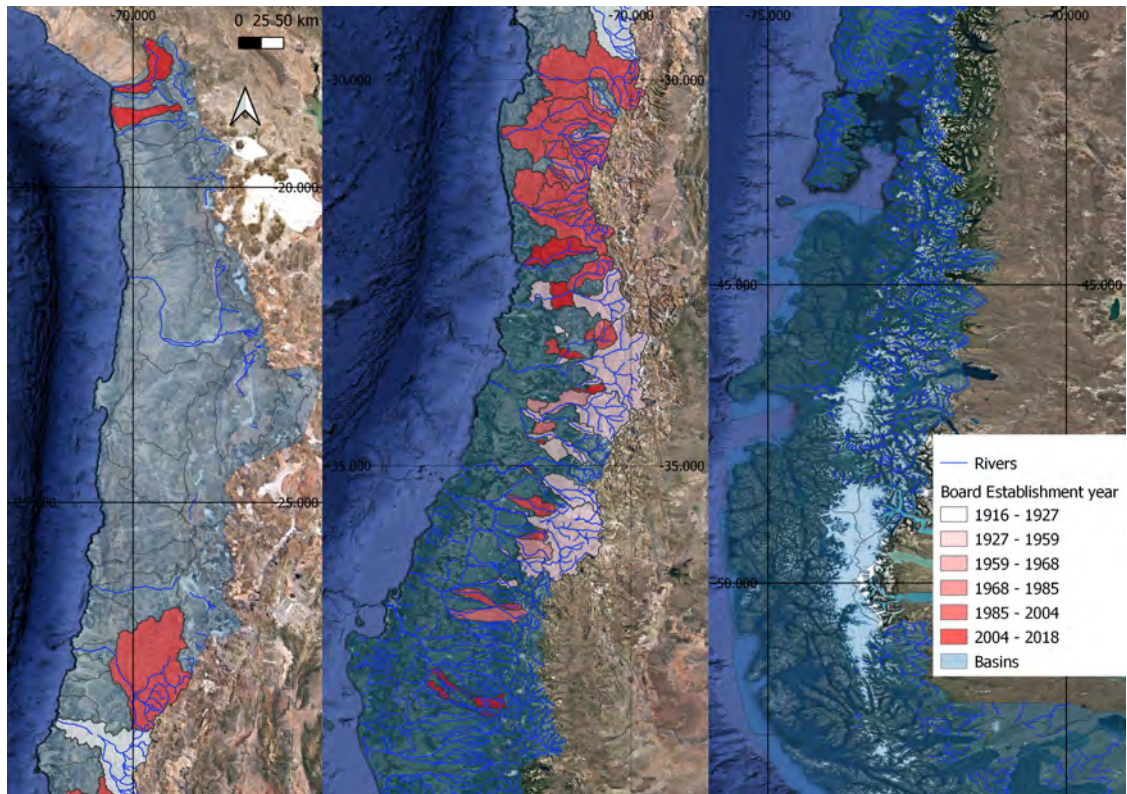 -70.000
0 25.50 km
-20.000
-25.000
-70.000
-30.000
-30.000
-35.000
-35.000
-75.000
-70.000
-45.000
-45.000
-50.000
Rivers
Board Establishment year
1916 - 1927
1927 - 1959
1959 - 1968
1968 - 1985
1985 - 2004
2004 - 2018
Basins